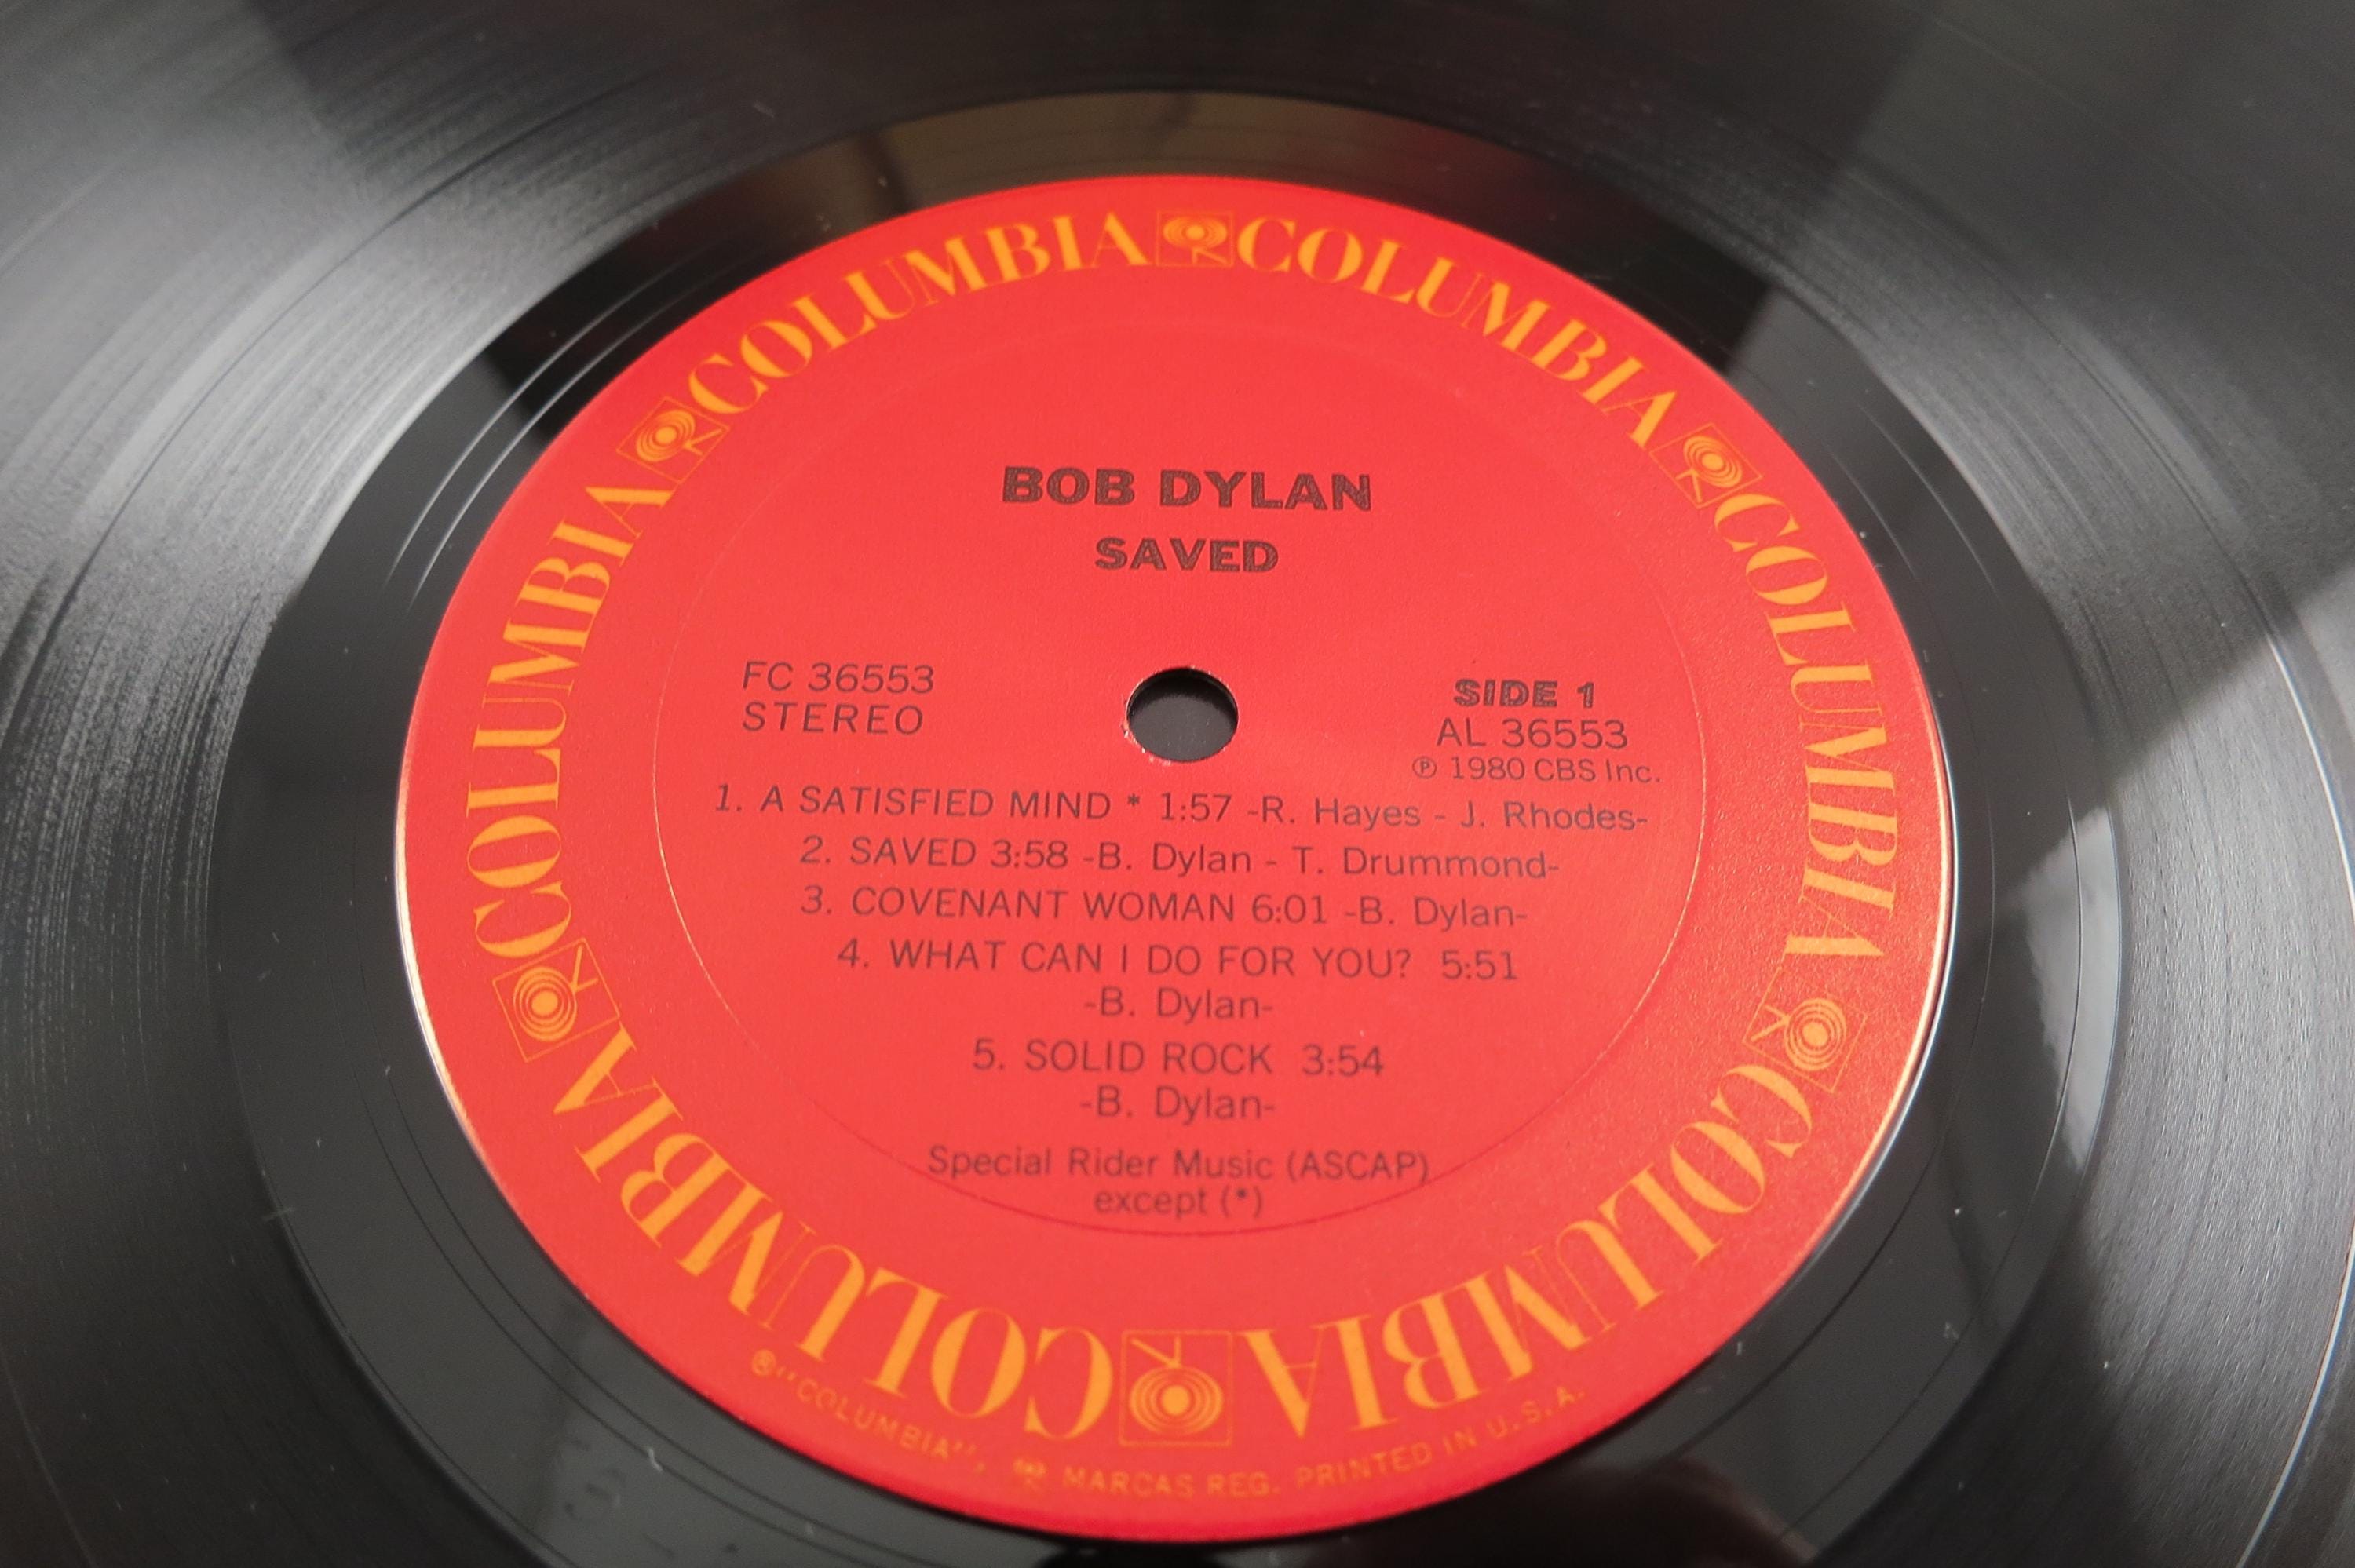 COLUMBIA COLUMBIA COLUMBIA COLUMBIA COLUMBIA COLUMBIA
BOB DYLAN
SAVED
FC 36553
STEREO
SIDE 1
AL 36553
℗ 1980 CBS Inc.
1. A SATISFIED MIND * 1:57 -R. Hayes - J. Rhodes-
2. SAVED 3:58 -B. Dylan - T. Drummond-
3. COVENANT WOMAN 6:01 -B. Dylan-
4. WHAT CAN I DO FOR YOU? 5:51
-B. Dylan-
5. SOLID ROCK 3:54
-B. Dylan-
Special Rider Music (ASCAP)
except (*)
®"COLUMBIA", MARCAS REG. PRINTED IN U.S.A.